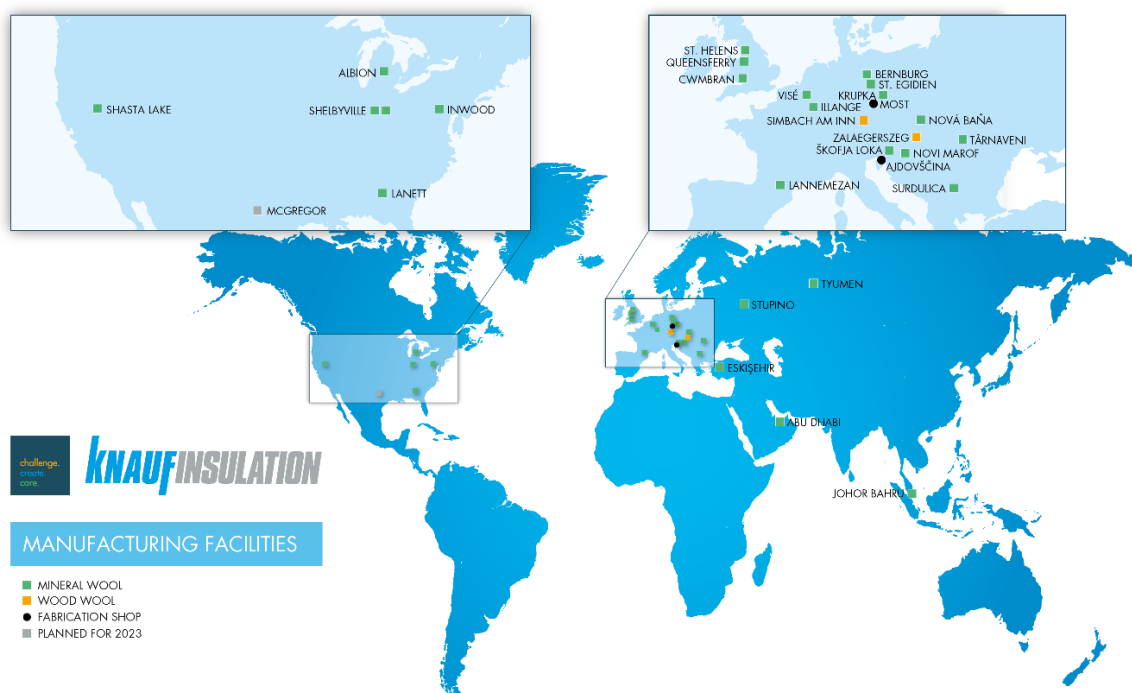 ALBION
SHASTA LAKE
SHELBYVILLE
INWOOD
LANETT
MCGREGOR
ST. HELENS
QUEENSFERRY
CWMBRAN
BERNBURG
ST. EGIDIEN
VISÉ
KRUPKA
ILLANGE
MOST
SIMBACH AM INN
NOVÁ BAŇA
ZALAEGERSZEG
TÂRNAVENI
ŠKOFJA LOKA
NOVI MAROF
AJDOVŠČINA
LANNEMEZAN
SURDULICA
TYUMEN
STUPINO
ESKIŞEHIR
ABU DHABI
JOHOR BAHRU
challenge.
create.
care.
KNAUFINSULATION
MANUFACTURING FACILITIES
MINERAL WOOL
WOOD WOOL
FABRICATION SHOP
PLANNED FOR 2023